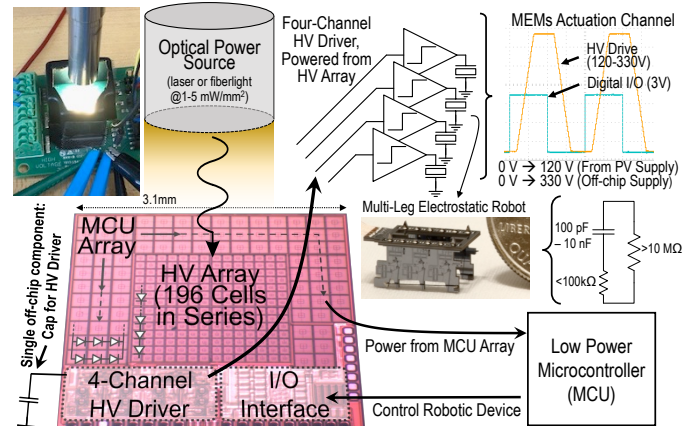 Optical Power
Source
(laser or fiberlight
@1-5 mW/mm²)
Four-Channel
HV Driver,
Powered from
HV Array
MEMs Actuation Channel
HV Drive
(120-330V)
Digital I/O (3V)
0 V → 120 V (From PV Supply)
0 V → 330 V (Off-chip Supply)
3.1mm
MCU
Array
HV Array
(196 Cells
in Series)
Single off-chip component:
Cap for HV Driver
4-Channel
HV Driver
I/O
Interface
Multi-Leg Electrostatic Robot
100 pF
– 10 nF
<100kΩ
>10 MΩ
Power from MCU Array
Control Robotic Device
Low Power
Microcontroller
(MCU)